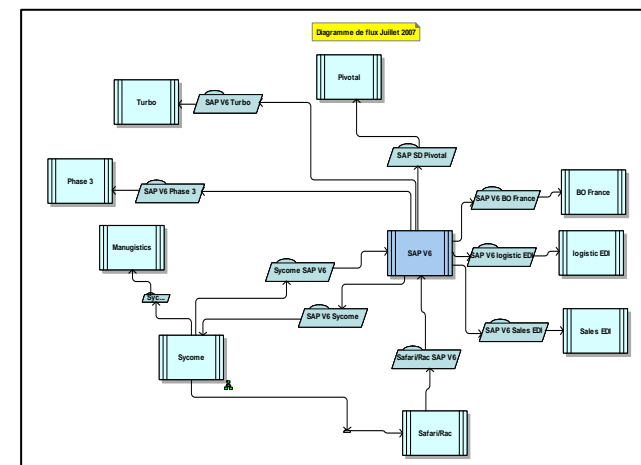 Diagramme de flux Juillet 2007
Pivotal
Turbo
SAP V6 Turbo
SAP SD Pivotal
Phase 3
SAP V6 Phase 3
SAP V6 BO France
BO France
Manugistics
SAP V6
SAP V6 logistic EDI
logistic EDI
Sycome SAP V6
Syc...
SAP V6 Sycome
SAP V6 Sales EDI
Sales EDI
Sycome
Safari/Rac SAP V6
Safari/Rac